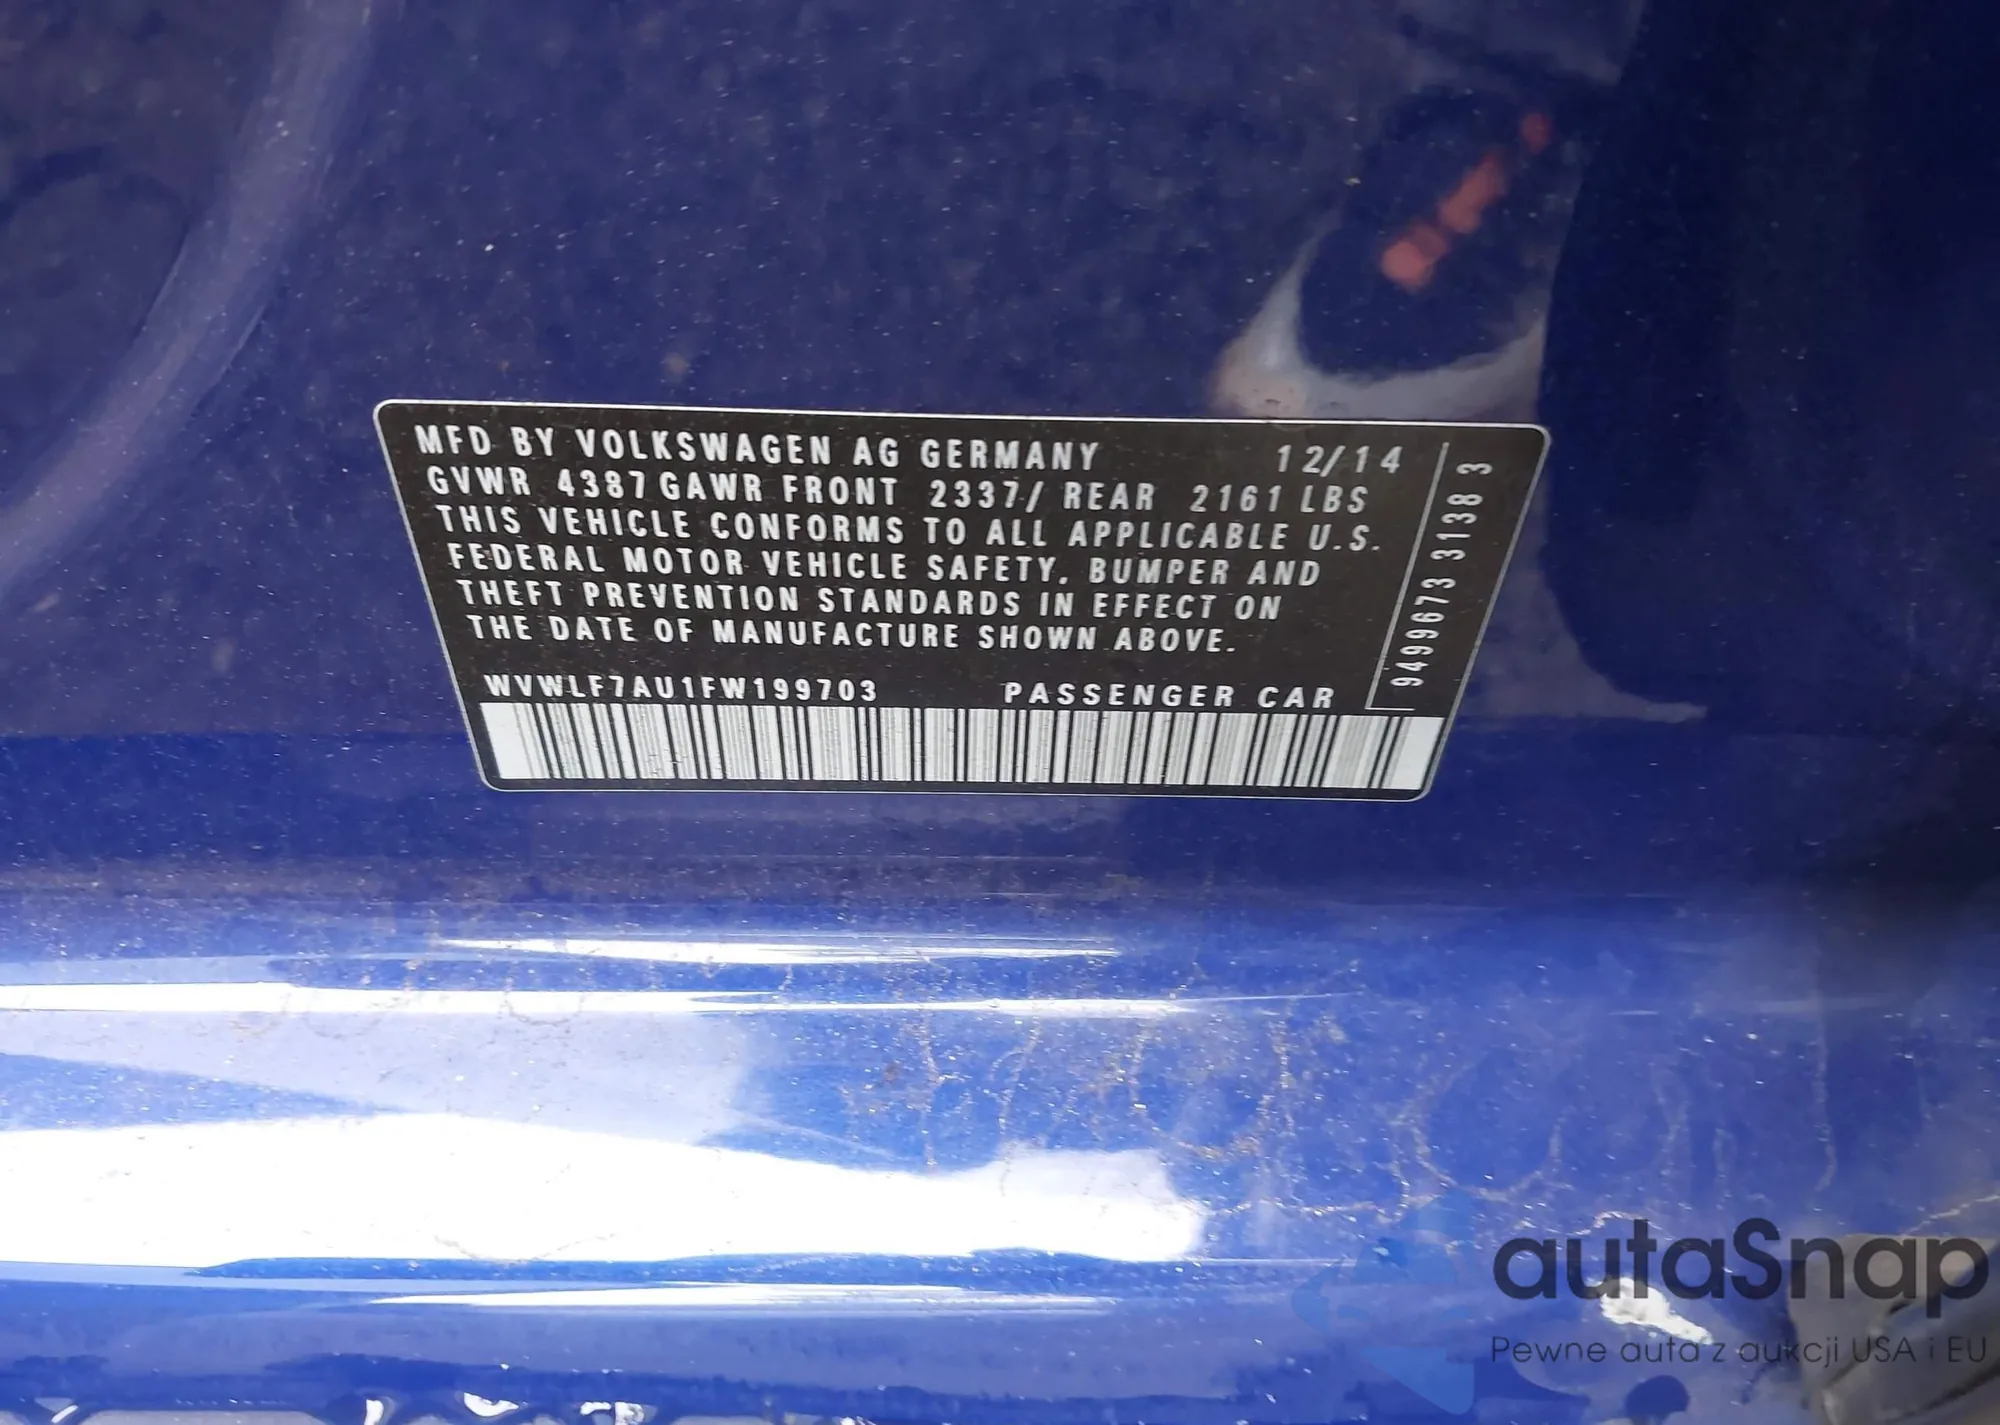 MFD BY VOLKSWAGEN AG GERMANY 12/14
GVWR 4387 GAWR FRONT 2337/ REAR 2161 LBS
THIS VEHICLE CONFORMS TO ALL APPLICABLE U.S.
FEDERAL MOTOR VEHICLE SAFETY. BUMPER AND
THEFT PREVENTION STANDARDS IN EFFECT ON
THE DATE OF MANUFACTURE SHOWN ABOVE.
WVWLF7AU1FW199703 PASSENGER CAR
9499673 3138 3
autaSnap
Pewne auta z aukcji USA i EU